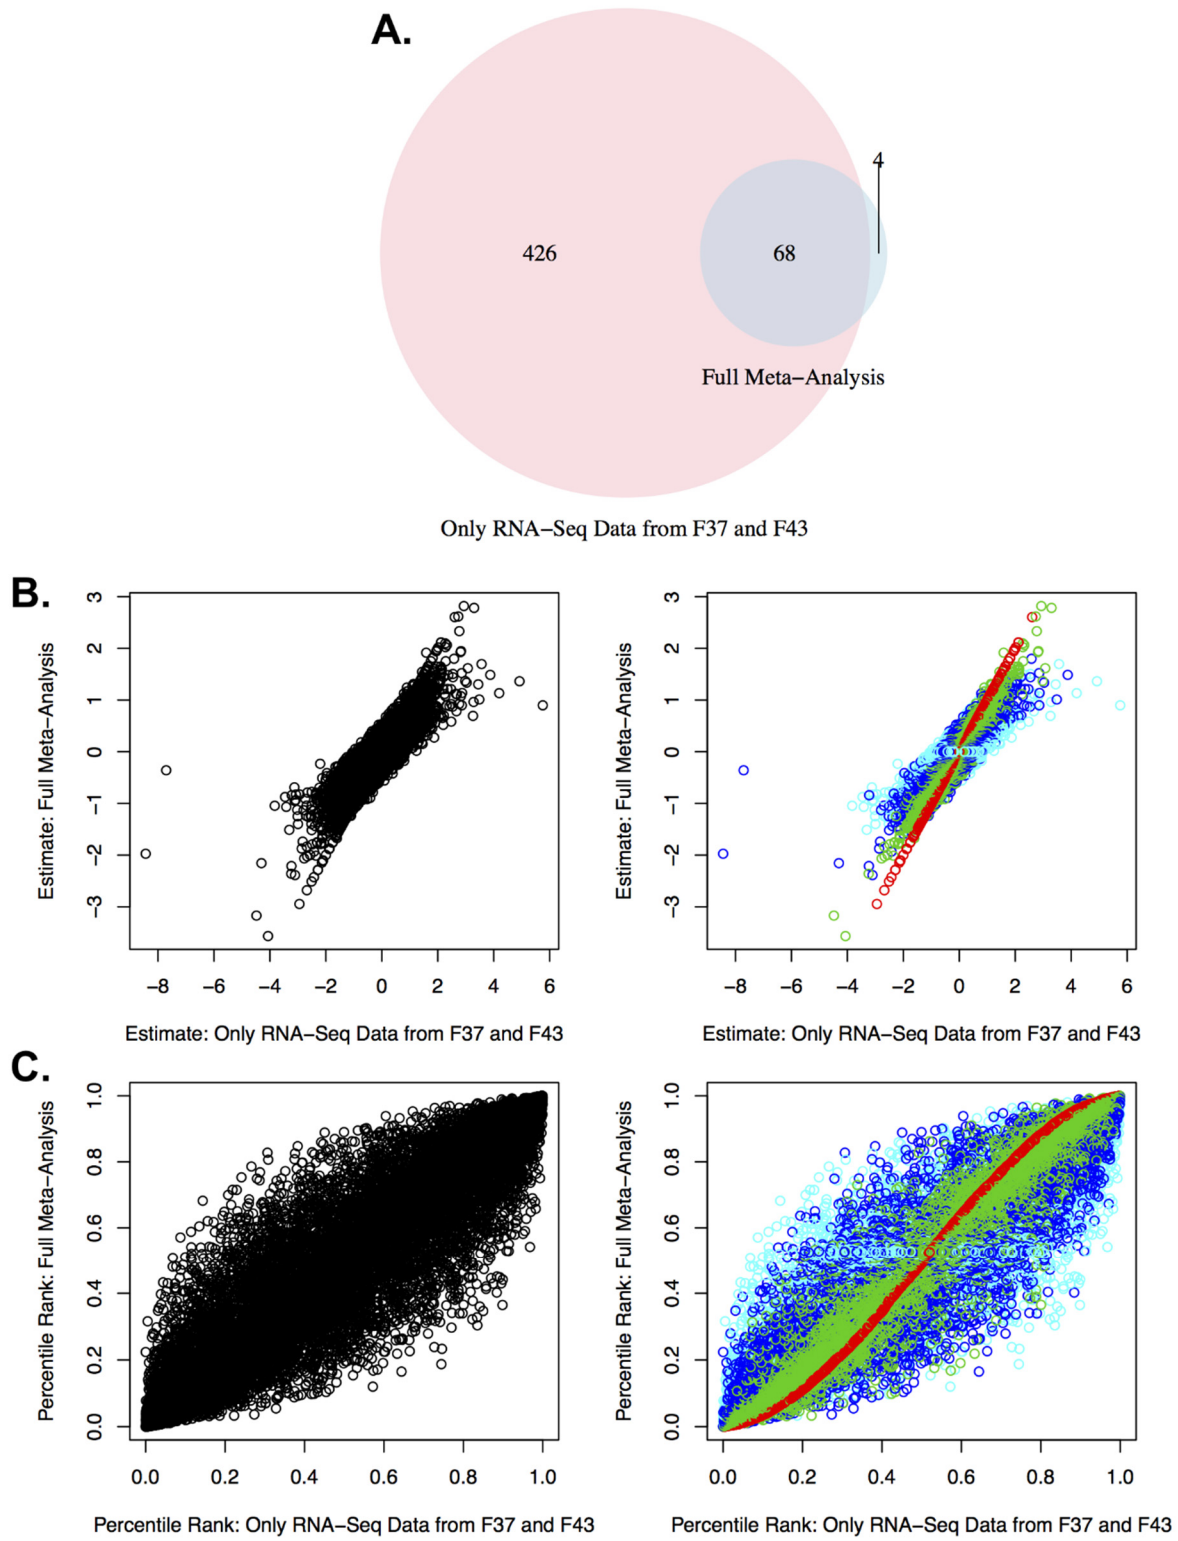 A.
4
426
68
Full Meta–Analysis
Only RNA–Seq Data from F37 and F43
B.
Estimate: Full Meta–Analysis
3
2
1
0
−1
−2
−3
−8 −6 −4 −2 0 2 4 6
Estimate: Only RNA–Seq Data from F37 and F43
Estimate: Full Meta–Analysis
3
2
1
0
−1
−2
−3
−8 −6 −4 −2 0 2 4 6
Estimate: Only RNA–Seq Data from F37 and F43
C.
Percentile Rank: Full Meta–Analysis
1.0
0.8
0.6
0.4
0.2
0.0
0.0 0.2 0.4 0.6 0.8 1.0
Percentile Rank: Only RNA–Seq Data from F37 and F43
Percentile Rank: Full Meta–Analysis
1.0
0.8
0.6
0.4
0.2
0.0
0.0 0.2 0.4 0.6 0.8 1.0
Percentile Rank: Only RNA–Seq Data from F37 and F43